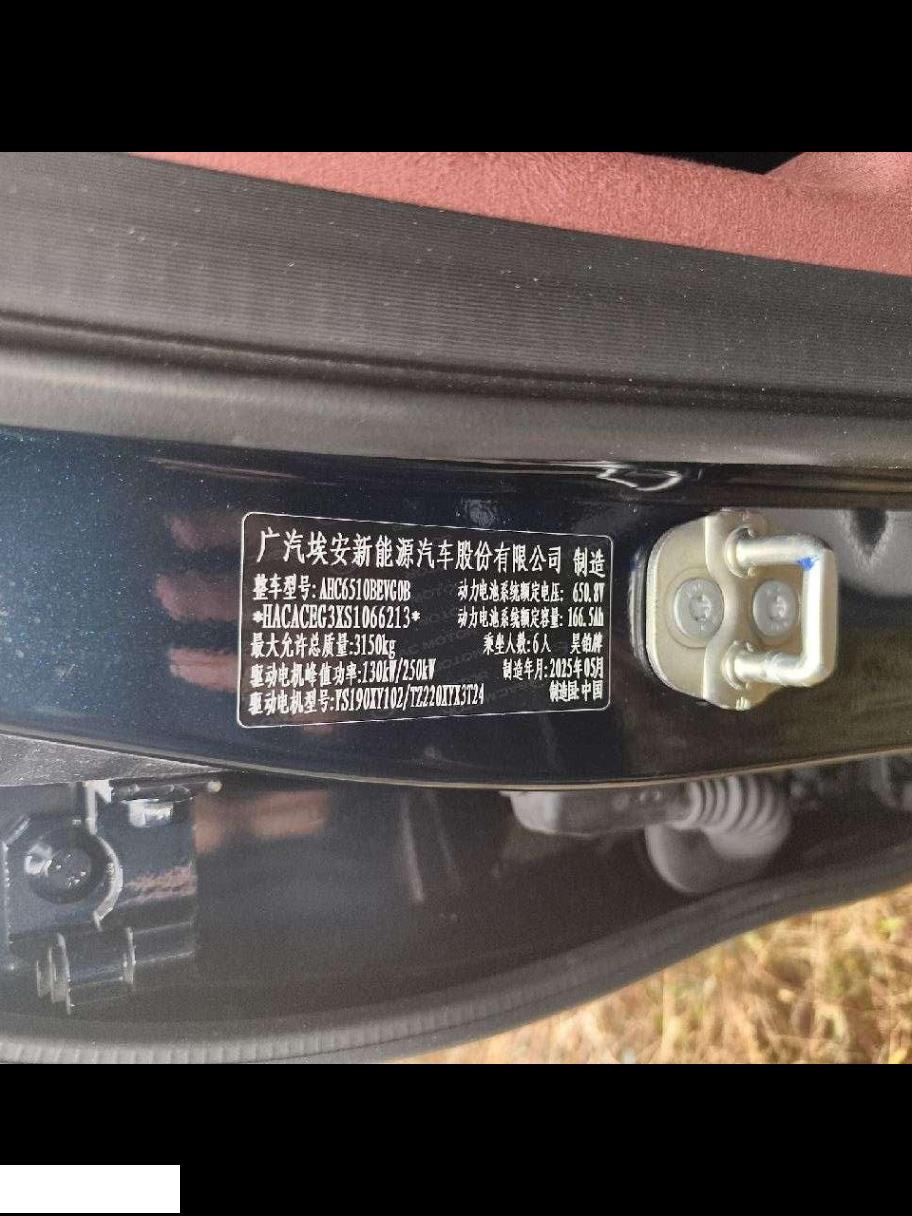 广汽埃安新能源汽车股份有限公司 制造
整车型号:AHC6510BEVG0B 动力电池系统额定电压: 650.8V
*HACACEG3XS1066213* 动力电池系统额定容量: 166.5Ah
最大允许总质量:3150kg 乘坐人数:6人 昊铂牌
驱动电机峰值功率:130kW/250kW 制造年月:2025年05月
驱动电机型号:YS190XY102/TZ220XYX3T24 制造国:中国